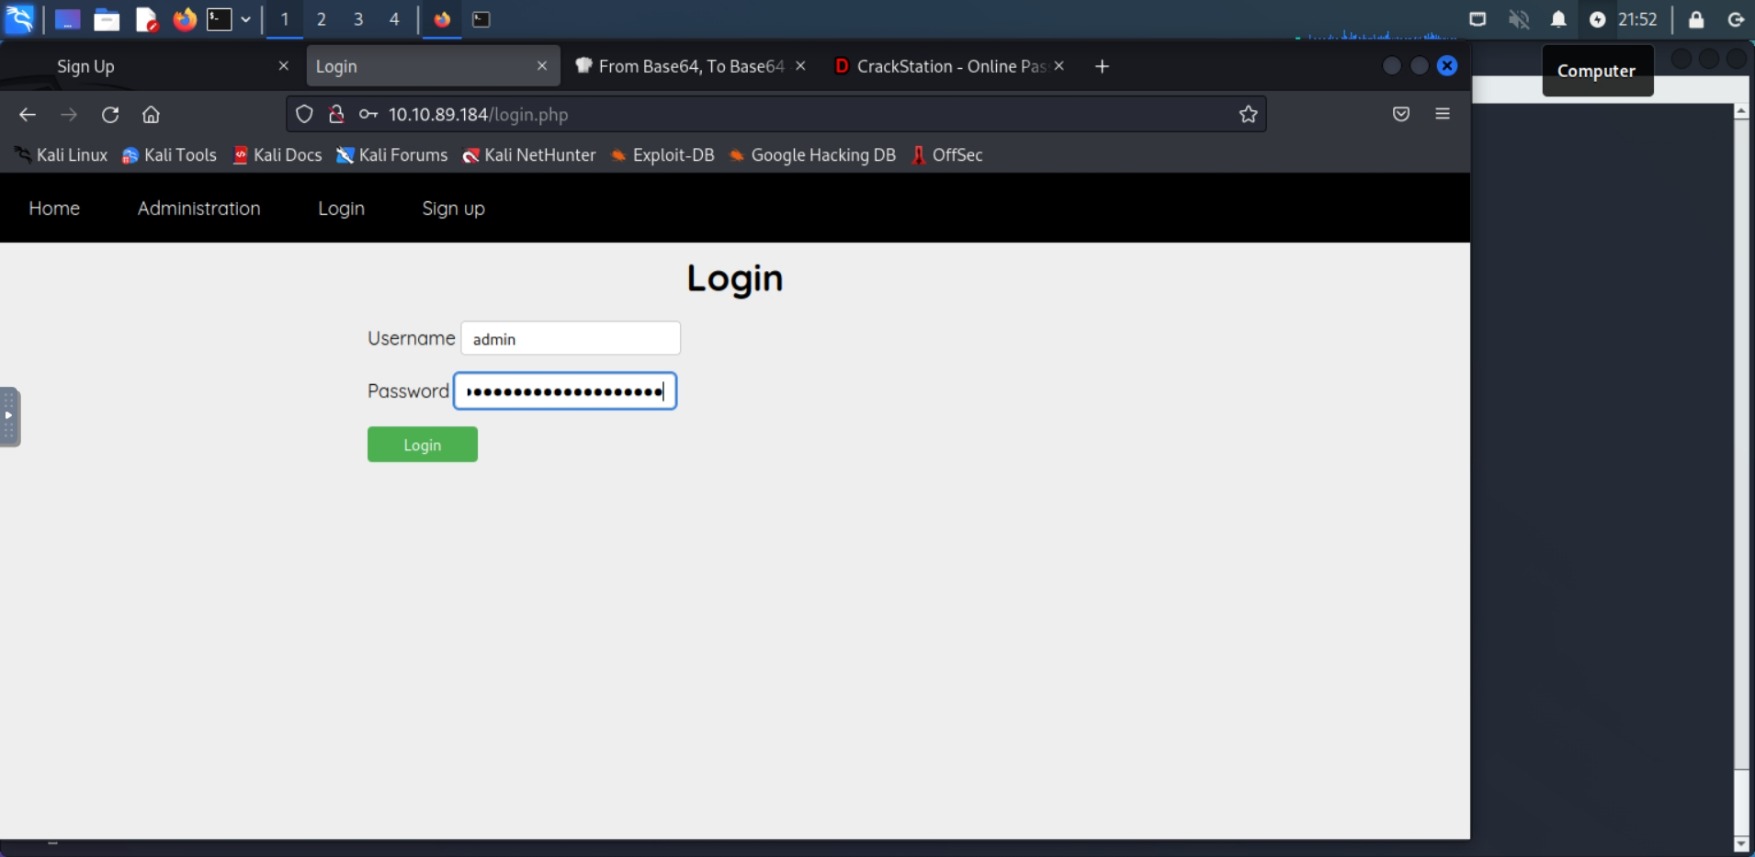 1 2 3 4 21:52
Sign Up Login From Base64, To Base64 CrackStation - Online Pas
Computer
10.10.89.184/login.php
Kali Linux Kali Tools Kali Docs Kali Forums Kali NetHunter Exploit-DB Google Hacking DB OffSec
Home Administration Login Sign up
Login
Username admin
Password
Login